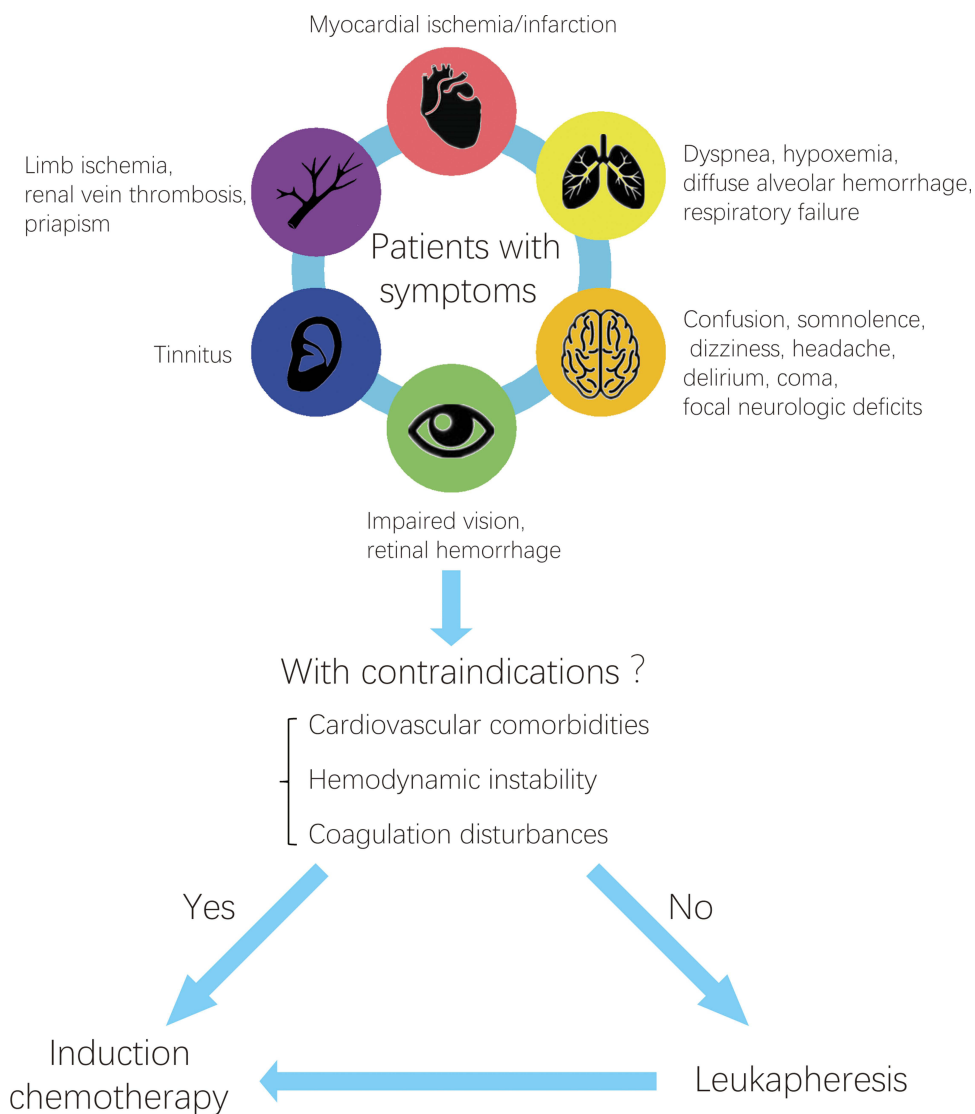 Myocardial ischemia/infarction
Limb ischemia,
renal vein thrombosis,
priapism
Dyspnea, hypoxemia,
diffuse alveolar hemorrhage,
respiratory failure
Patients with
symptoms
Tinnitus
Confusion, somnolence,
dizziness, headache,
delirium, coma,
focal neurologic deficits
Impaired vision,
retinal hemorrhage
With contraindications？
Cardiovascular comorbidities
Hemodynamic instability
Coagulation disturbances
Yes
No
Induction
chemotherapy
Leukapheresis